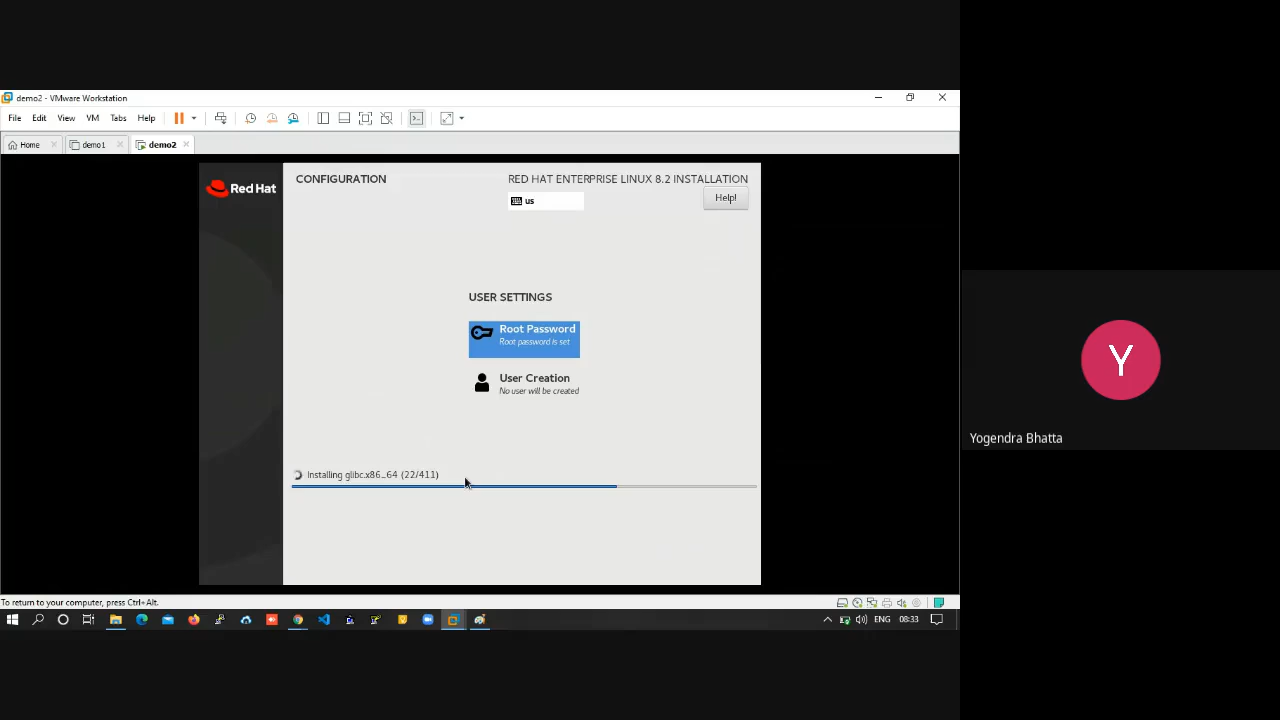 demo2 - VMware Workstation
File Edit View VM Tabs Help
Home demo1 demo2
Red Hat
CONFIGURATION
RED HAT ENTERPRISE LINUX 8.2 INSTALLATION
us
Help!
USER SETTINGS
Root Password
Root password is set
User Creation
No user will be created
Installing glibc.x86_64 (22/411)
To return to your computer, press Ctrl+Alt.
ENG 08:33
Y
Yogendra Bhatta